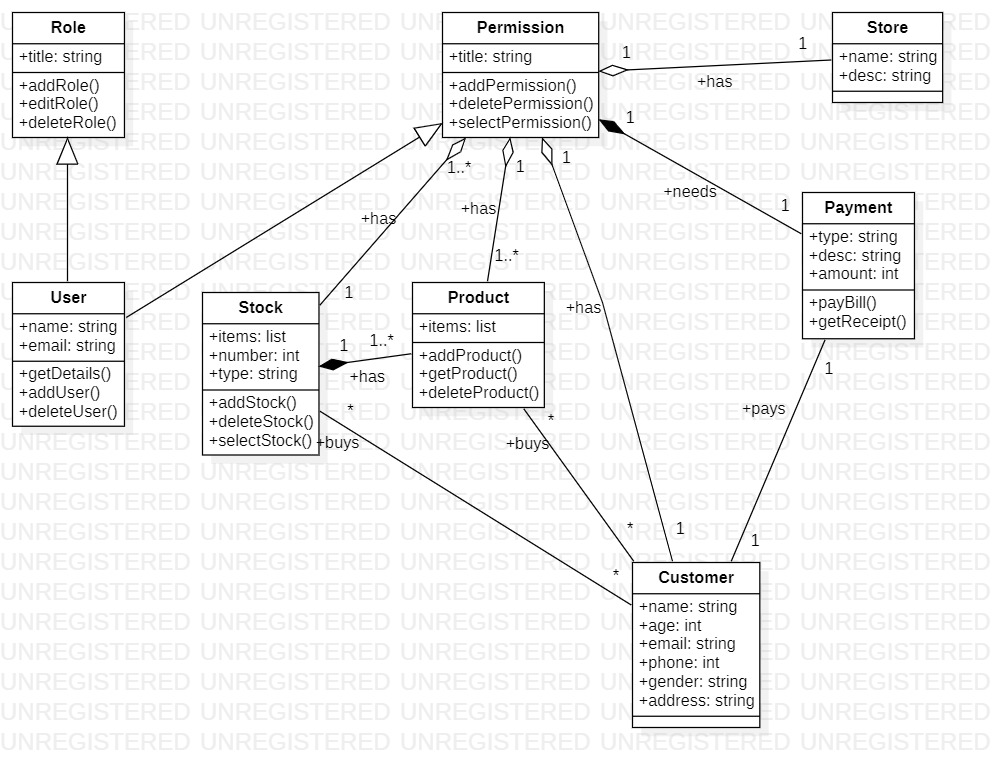 Role
+title: string
+addRole()
+editRole()
+deleteRole()
Permission
+title: string
+addPermission()
+deletePermission()
+selectPermission()
Store
+name: string
+desc: string
1
1
+has
1
+needs
1
1..*
1
1
+has
+has
1..*
1
+has
Payment
+type: string
+desc: string
+amount: int
+payBill()
+getReceipt()
User
+name: string
+email: string
+getDetails()
+addUser()
+deleteUser()
Stock
+items: list
+number: int
+type: string
+addStock()
+deleteStock()
+selectStock()
Product
+items: list
+addProduct()
+getProduct()
+deleteProduct()
1
1..*
+has
*
+buys
*
+buys
1
+pays
*
1
1
*
Customer
+name: string
+age: int
+email: string
+phone: int
+gender: string
+address: string
UNREGISTERED UNREGISTERED UNREGISTERED UNREGISTERED UNREGISTERED